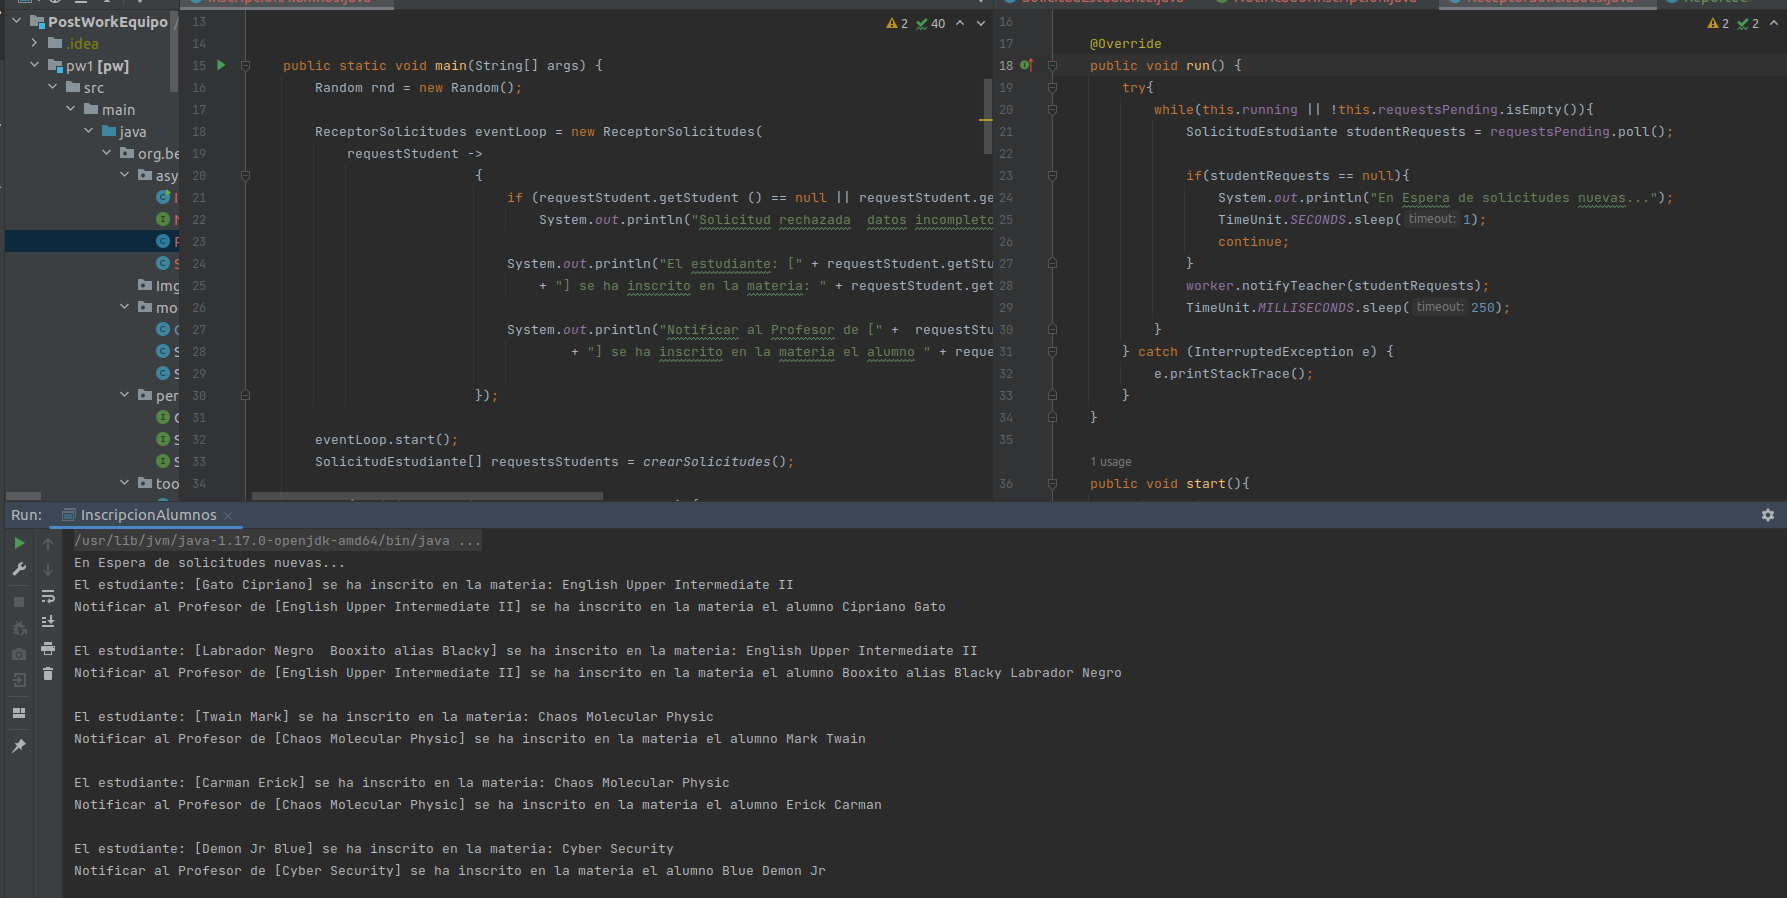 InscripcionAlumnos.java
SolicitudEstudiante.java
NotificadorInscripcion.java
ReceptorSolicitudes.java
PostWorkEquipo
.idea
pw1 [pw]
src
main
java
org.be
asy
Img
mo
per
too
2 40
13
14
15 public static void main(String[] args) {
16 Random rnd = new Random();
17
18 ReceptorSolicitudes eventLoop = new ReceptorSolicitudes(
19 requestStudent ->
20 {
21 if (requestStudent.getStudent () == null || requestStudent.ge
22 System.out.println("Solicitud rechazada  datos incompleto
23
24 System.out.println("El estudiante: [" + requestStudent.getStu
25 + "] se ha inscrito en la materia: " + requestStudent.get
26
27 System.out.println("Notificar al Profesor de [" +  requestStu
28 + "] se ha inscrito en la materia el alumno " + reque
29
30 });
31
32 eventLoop.start();
33 SolicitudEstudiante[] requestsStudents = crearSolicitudes();
34
2 2
16
17 @Override
18 public void run() {
19 try{
20 while(this.running || !this.requestsPending.isEmpty()){
21 SolicitudEstudiante studentRequests = requestsPending.poll();
22
23 if(studentRequests == null){
24 System.out.println("En Espera de solicitudes nuevas...");
25 TimeUnit.SECONDS.sleep( timeout: 1);
26 continue;
27 }
28 worker.notifyTeacher(studentRequests);
29 TimeUnit.MILLISECONDS.sleep( timeout: 250);
30 }
31 } catch (InterruptedException e) {
32 e.printStackTrace();
33 }
34 }
35
1 usage
36 public void start(){
Run: InscripcionAlumnos
/usr/lib/jvm/java-1.17.0-openjdk-amd64/bin/java ...
En Espera de solicitudes nuevas...
El estudiante: [Gato Cipriano] se ha inscrito en la materia: English Upper Intermediate II
Notificar al Profesor de [English Upper Intermediate II] se ha inscrito en la materia el alumno Cipriano Gato
El estudiante: [Labrador Negro  Booxito alias Blacky] se ha inscrito en la materia: English Upper Intermediate II
Notificar al Profesor de [English Upper Intermediate II] se ha inscrito en la materia el alumno Booxito alias Blacky Labrador Negro
El estudiante: [Twain Mark] se ha inscrito en la materia: Chaos Molecular Physic
Notificar al Profesor de [Chaos Molecular Physic] se ha inscrito en la materia el alumno Mark Twain
El estudiante: [Carman Erick] se ha inscrito en la materia: Chaos Molecular Physic
Notificar al Profesor de [Chaos Molecular Physic] se ha inscrito en la materia el alumno Erick Carman
El estudiante: [Demon Jr Blue] se ha inscrito en la materia: Cyber Security
Notificar al Profesor de [Cyber Security] se ha inscrito en la materia el alumno Blue Demon Jr